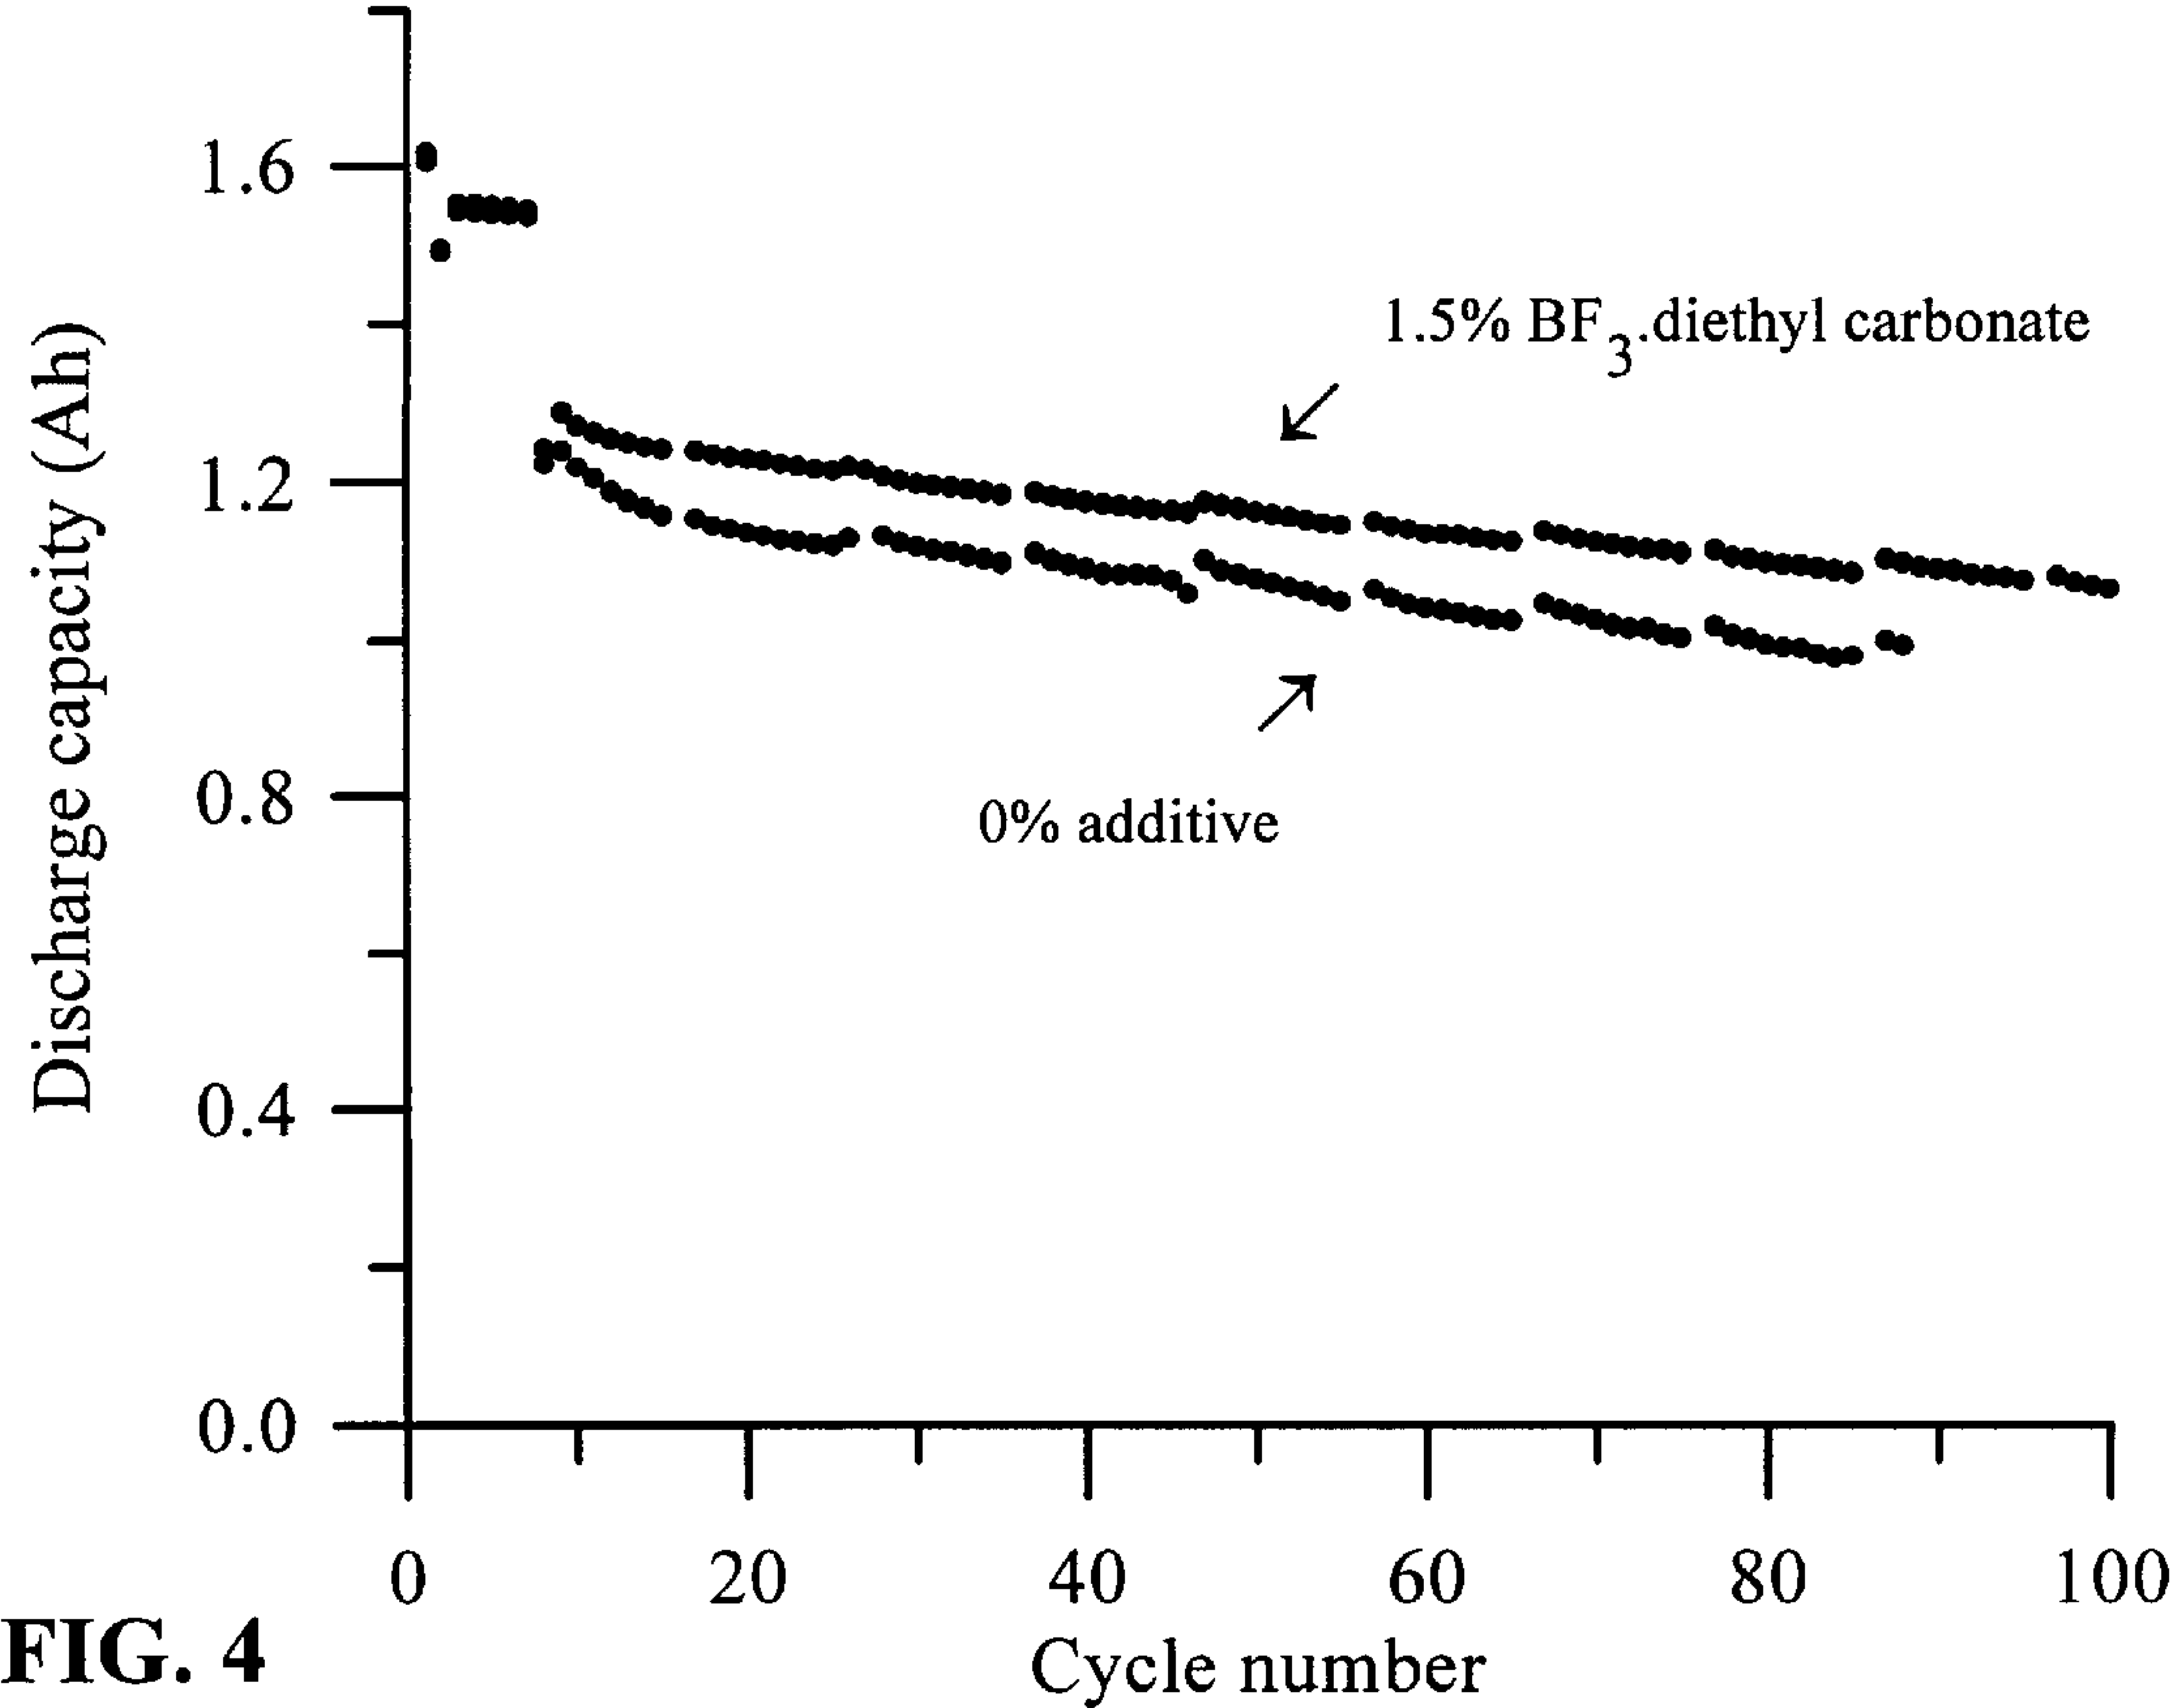 1.6
1.2
0.8
0.4
0.0
Discharge capacity (Ah)
1.5% BF3.diethyl carbonate
0% additive
0 20 40 60 80 100
Cycle number
FIG. 4